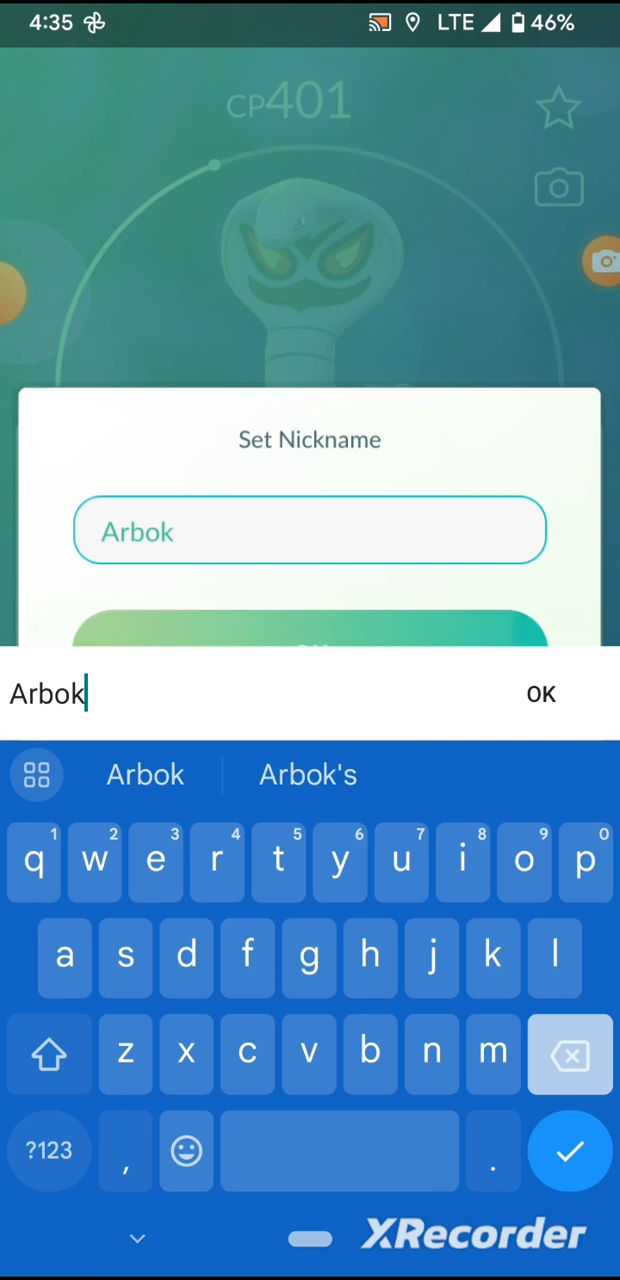 4:35 LTE 46%
CP401
Set Nickname
Arbok
Arbok OK
Arbok Arbok's
1 2 3 4 5 6 7 8 9 0
q w e r t y u i o p
a s d f g h j k l
z x c v b n m
?123 , .
XRecorder